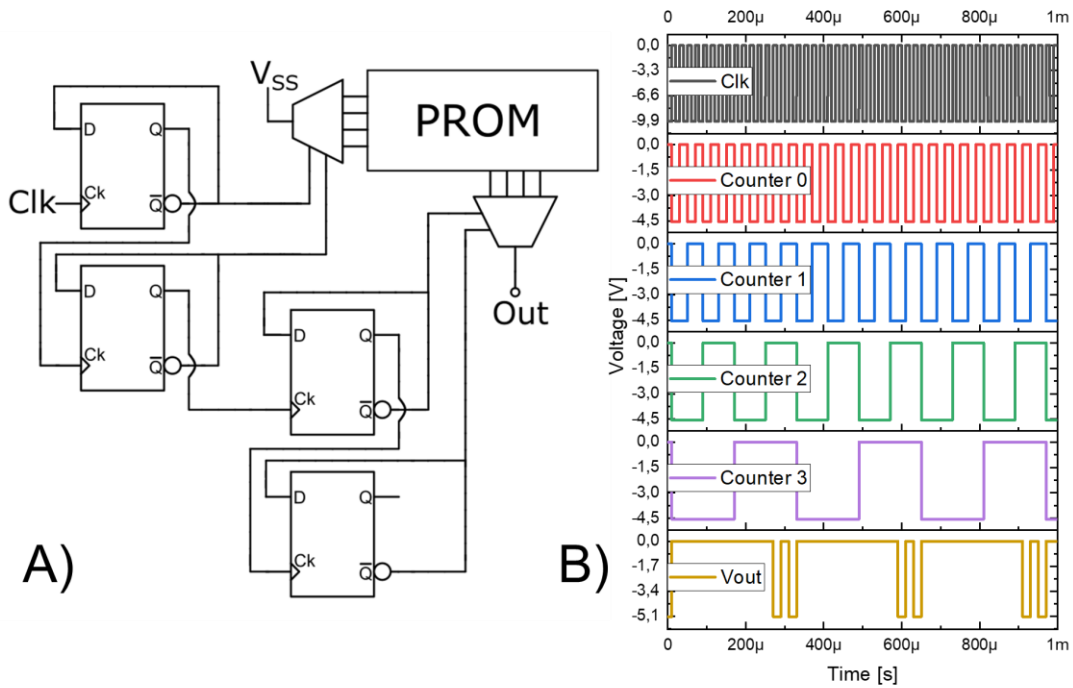 A)
V_SS
PROM
Out
Clk
D
Q
Ck
Q̅
D
Q
Ck
Q̅
D
Q
Ck
Q̅
D
Q
Ck
Q̅
B)
0 200µ 400µ 600µ 800µ 1m
Voltage [V]
0,0
-3,3
-6,6
-9,9
Clk
0,0
-1,5
-3,0
-4,5
Counter 0
0,0
-1,5
-3,0
-4,5
Counter 1
0,0
-1,5
-3,0
-4,5
Counter 2
0,0
-1,5
-3,0
-4,5
Counter 3
0,0
-1,7
-3,4
-5,1
Vout
0 200µ 400µ 600µ 800µ 1m
Time [s]